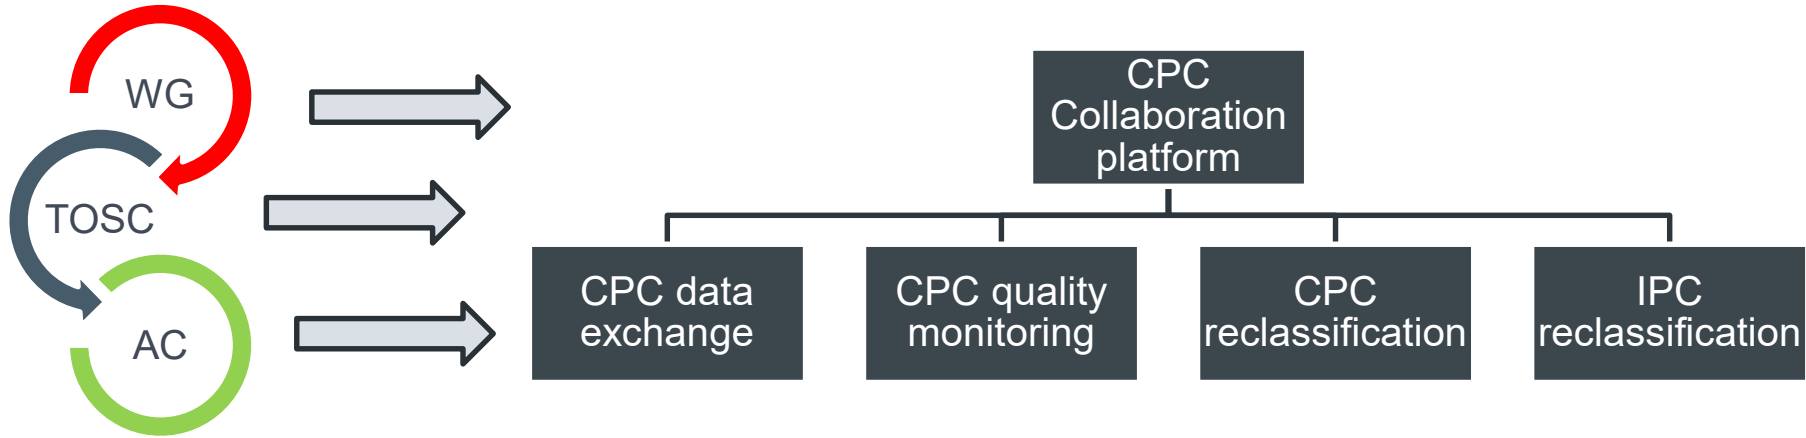 WG
TOSC
AC
CPC
Collaboration
platform
CPC data
exchange
CPC quality
monitoring
CPC
reclassification
IPC
reclassification